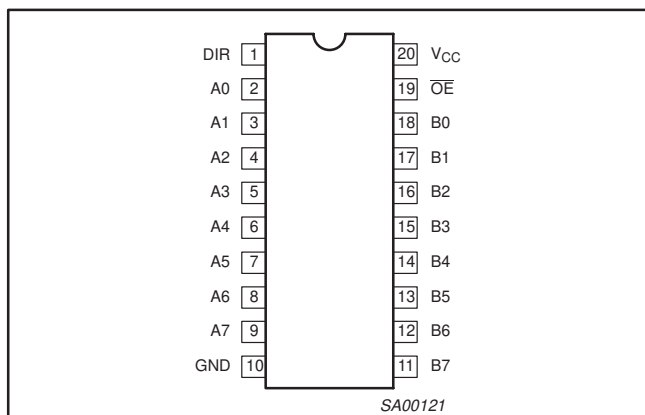 DIR 1 20 VCC
A0 2 19 O̅E̅
A1 3 18 B0
A2 4 17 B1
A3 5 16 B2
A4 6 15 B3
A5 7 14 B4
A6 8 13 B5
A7 9 12 B6
GND 10 11 B7
SA00121